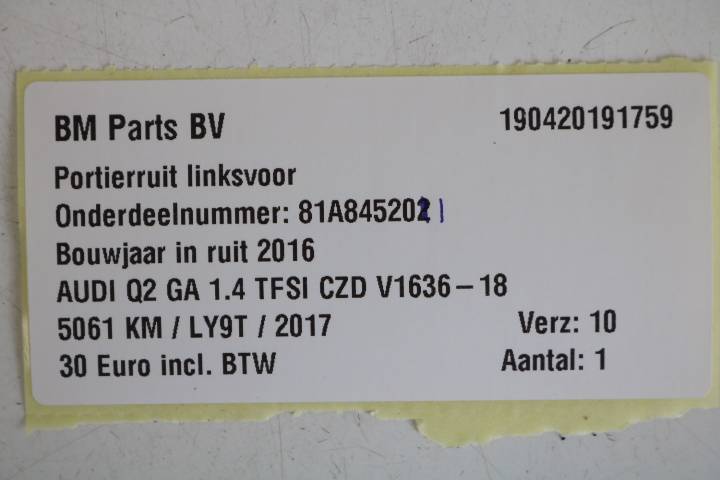 BM Parts BV 190420191759
Portierruit linksvoor
Onderdeelnummer: 81A845201
Bouwjaar in ruit 2016
AUDI Q2 GA 1.4 TFSI CZD V1636-18
5061 KM / LY9T / 2017 Verz: 10
30 Euro incl. BTW Aantal: 1